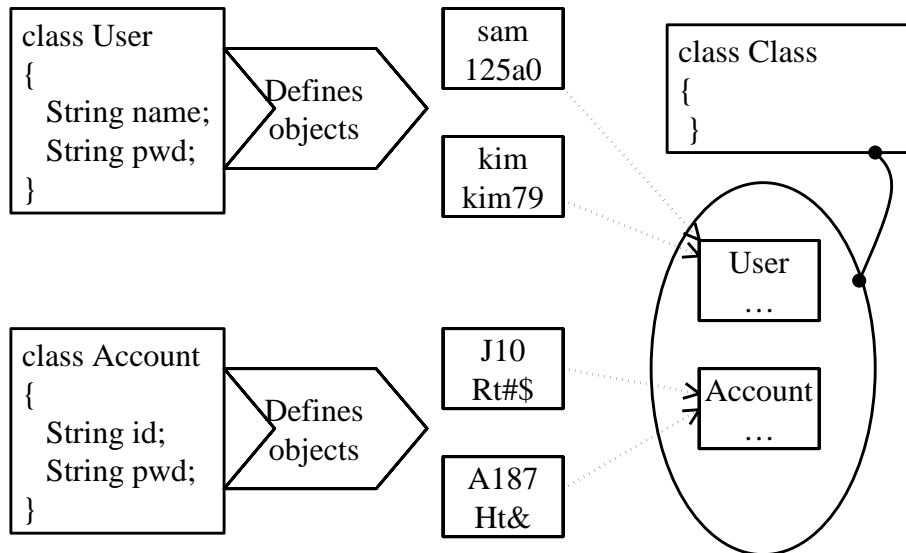 class User
{
String name;
String pwd;
}
Defines
objects
sam
125a0
kim
kim79
class Class
{
}
User
...
class Account
{
String id;
String pwd;
}
Defines
objects
J10
Rt#$
A187
Ht&
Account
...